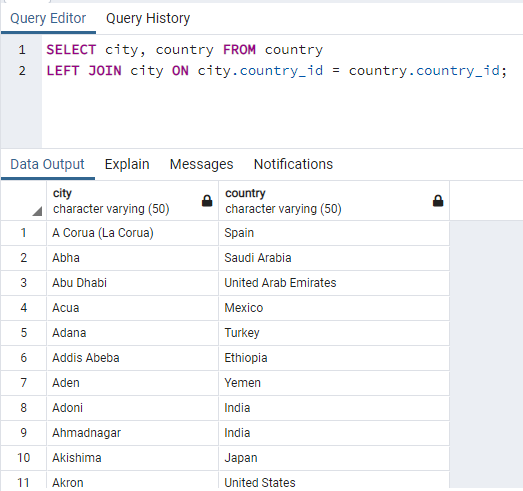 Query Editor Query History
1 SELECT city, country FROM country
2 LEFT JOIN city ON city.country_id = country.country_id;
Data Output Explain Messages Notifications
city country
character varying (50) character varying (50)
1 A Corua (La Corua) Spain
2 Abha Saudi Arabia
3 Abu Dhabi United Arab Emirates
4 Acua Mexico
5 Adana Turkey
6 Addis Abeba Ethiopia
7 Aden Yemen
8 Adoni India
9 Ahmadnagar India
10 Akishima Japan
11 Akron United States